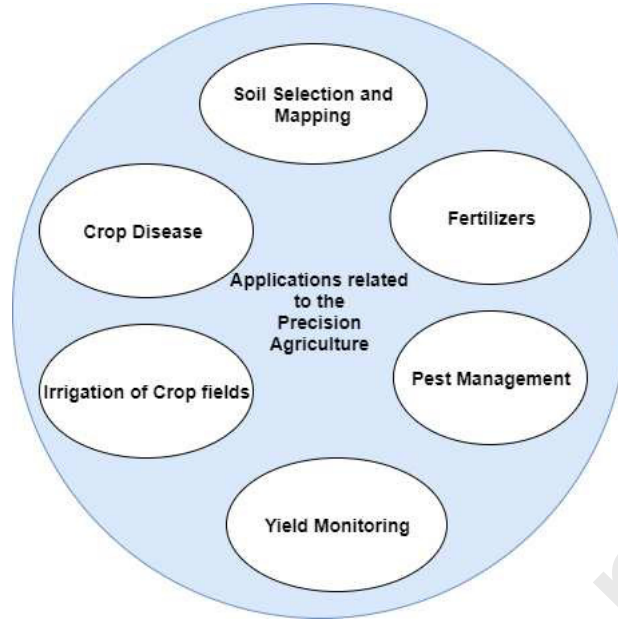 Soil Selection and
Mapping
Crop Disease
Fertilizers
Applications related
to the
Precision
Agriculture
Irrigation of Crop fields
Pest Management
Yield Monitoring